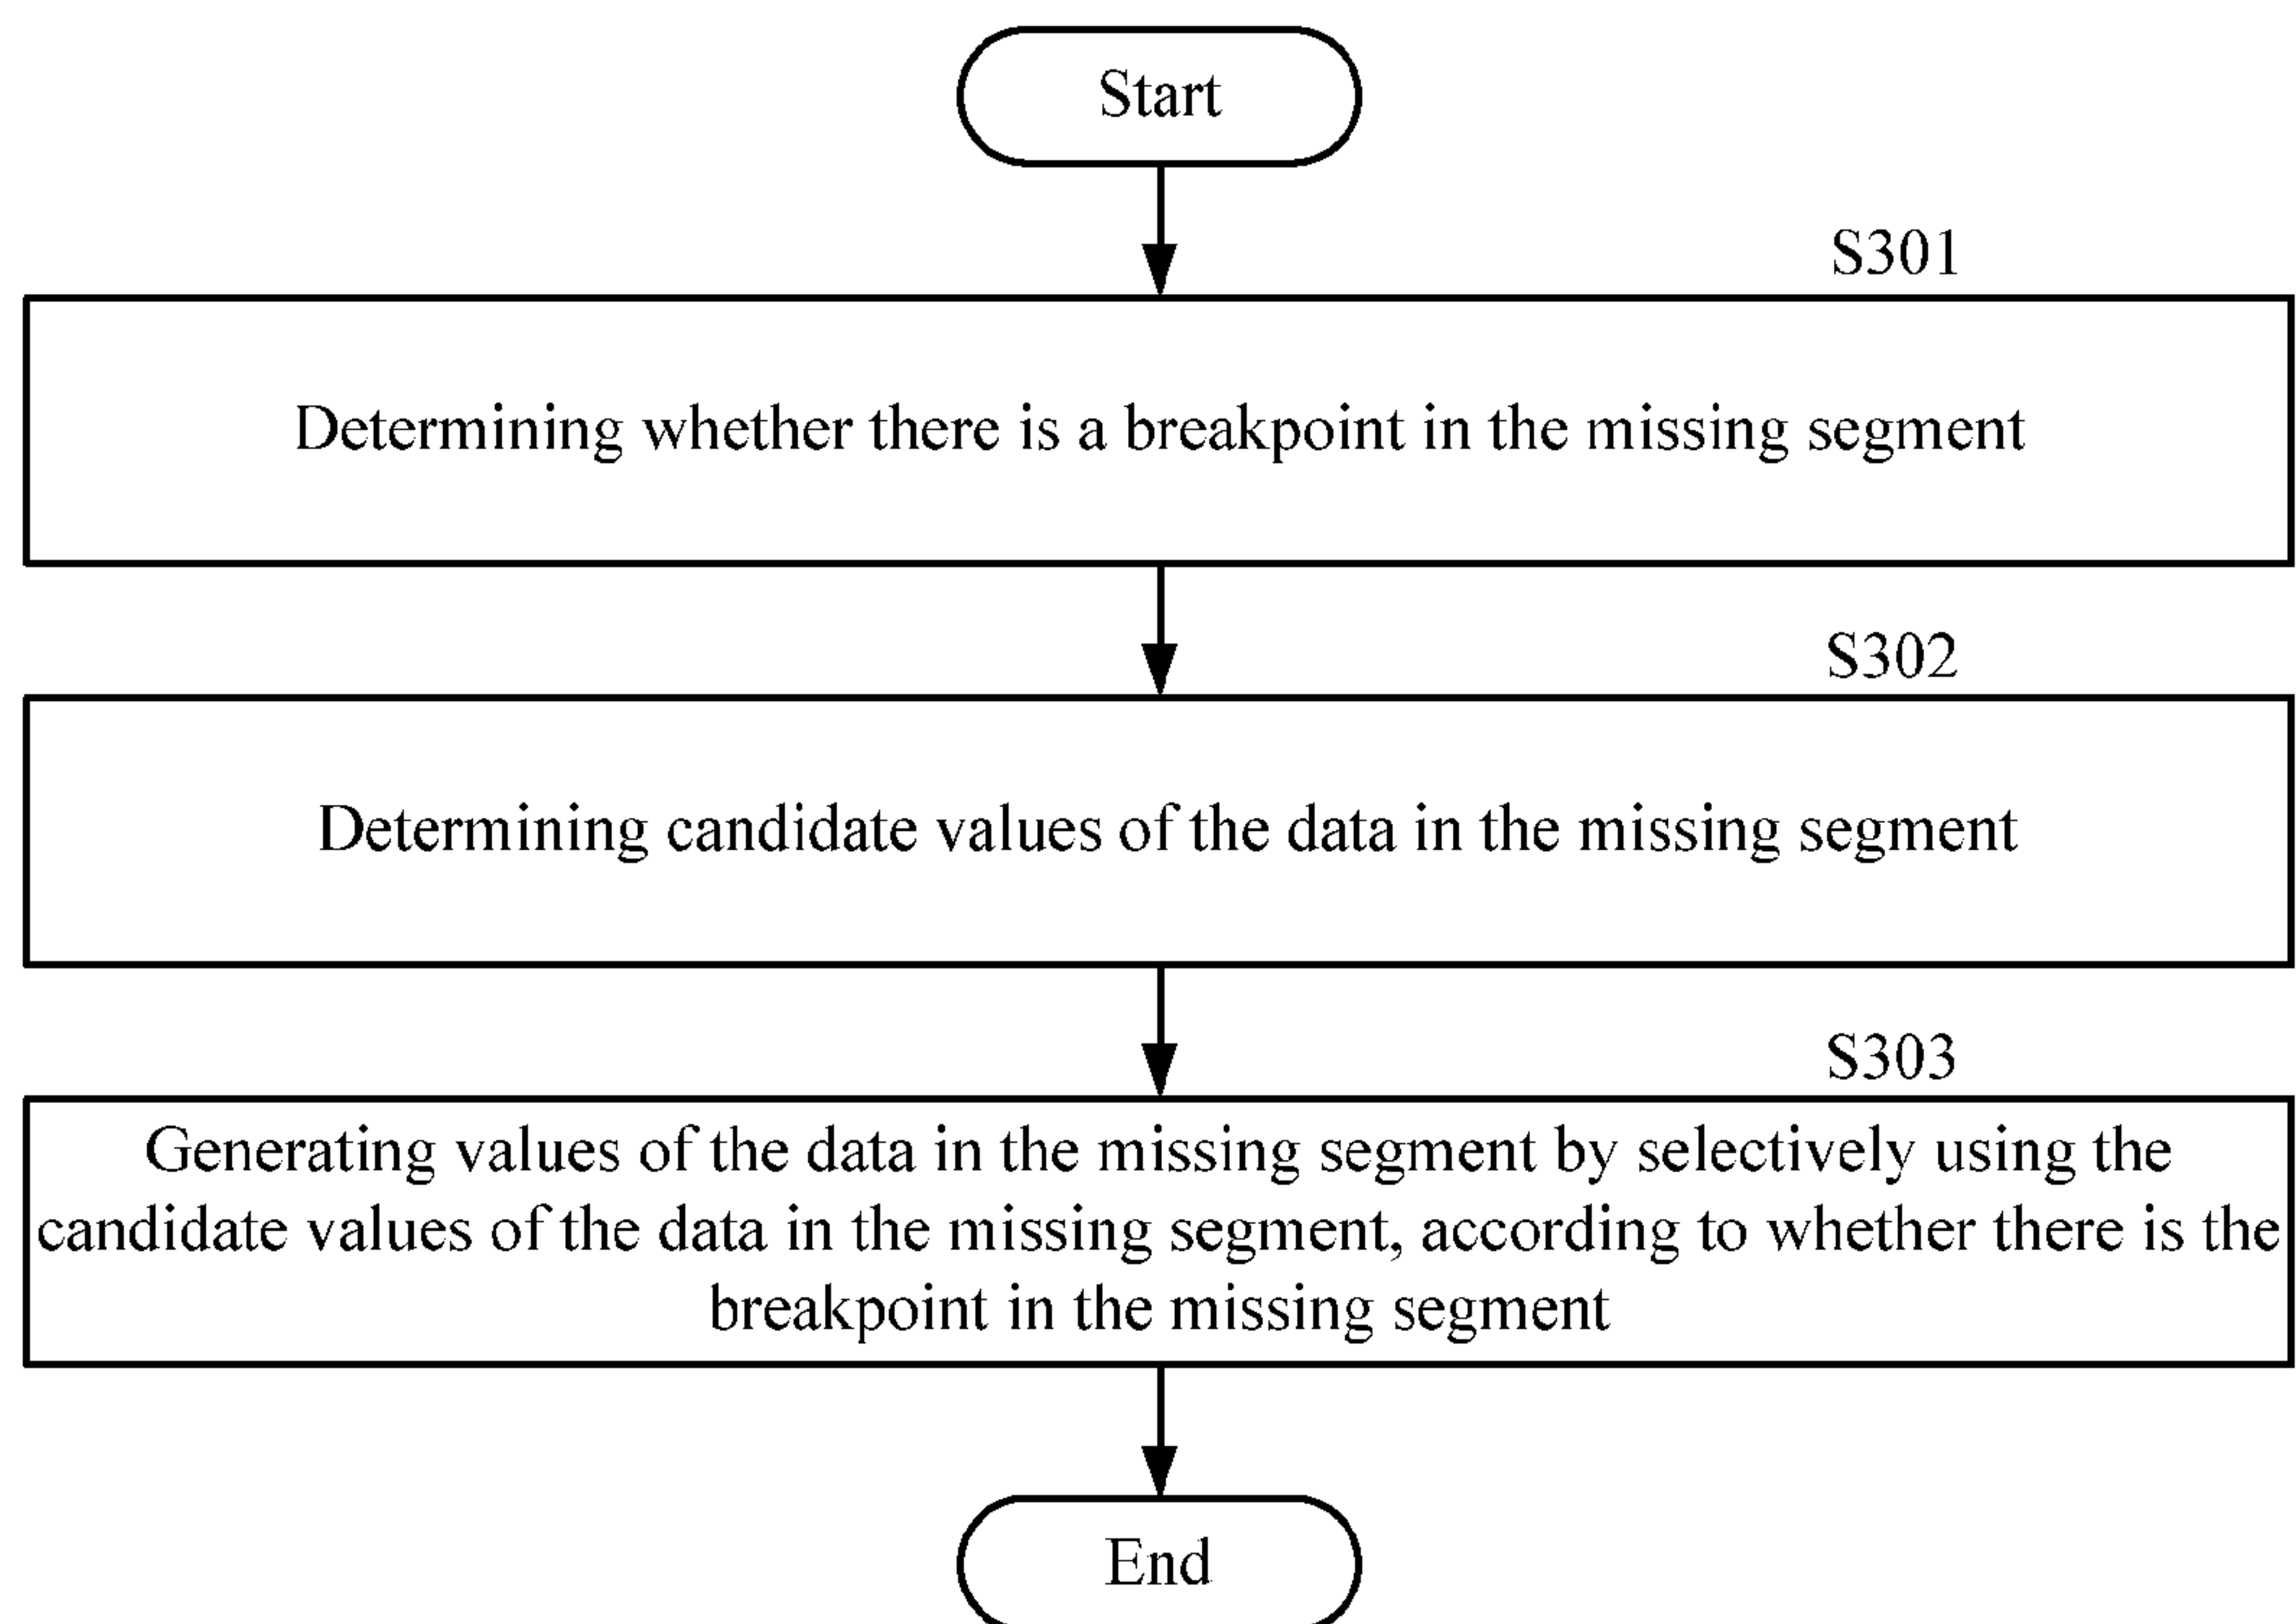 Start
S301
Determining whether there is a breakpoint in the missing segment
S302
Determining candidate values of the data in the missing segment
S303
Generating values of the data in the missing segment by selectively using the
candidate values of the data in the missing segment, according to whether there is the
breakpoint in the missing segment
End